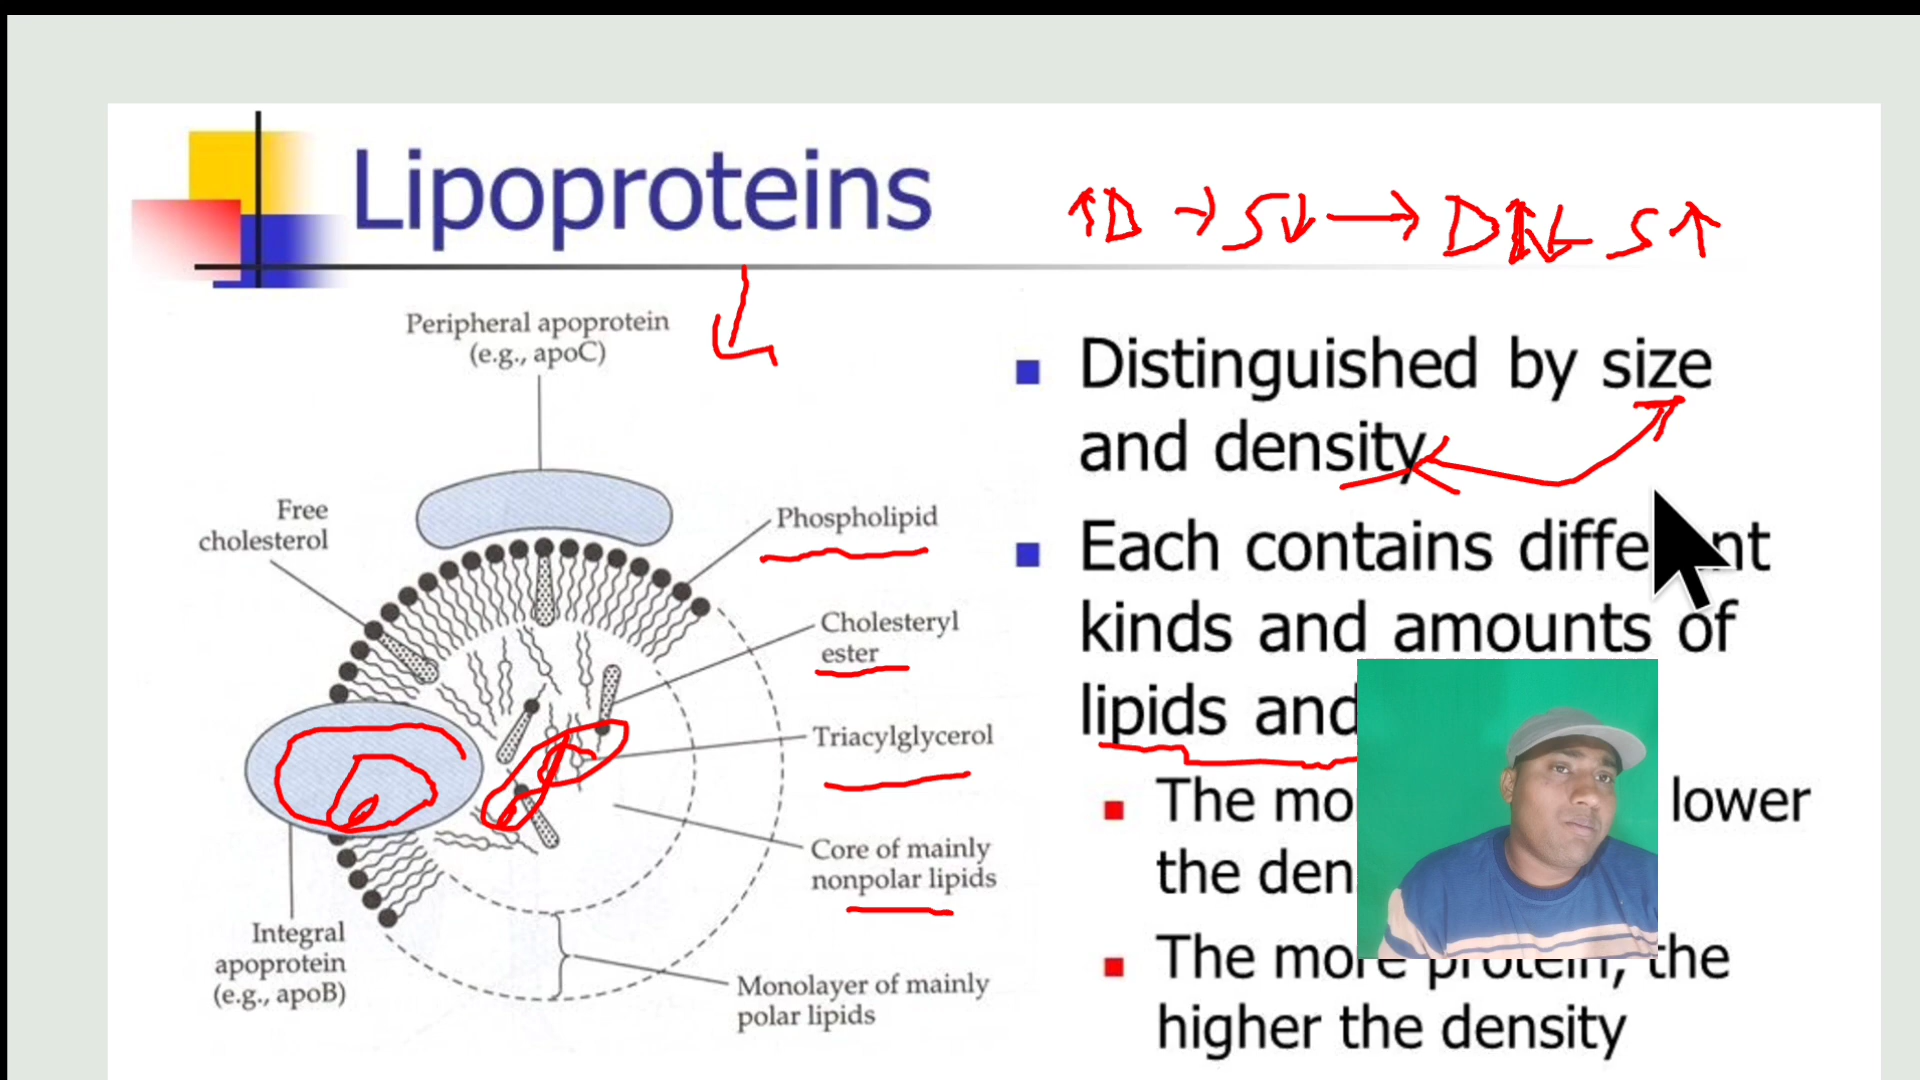 Lipoproteins
↑D → S↓ → D↓ S↑
Peripheral apoprotein
(e.g., apoC)
Free
cholesterol
Phospholipid
Cholesteryl
ester
Triacylglycerol
Core of mainly
nonpolar lipids
Integral
apoprotein
(e.g., apoB)
Monolayer of mainly
polar lipids
Distinguished by size
and density
Each contains different
kinds and amounts of
lipids and
The lower
the
The more protein, the
higher the density